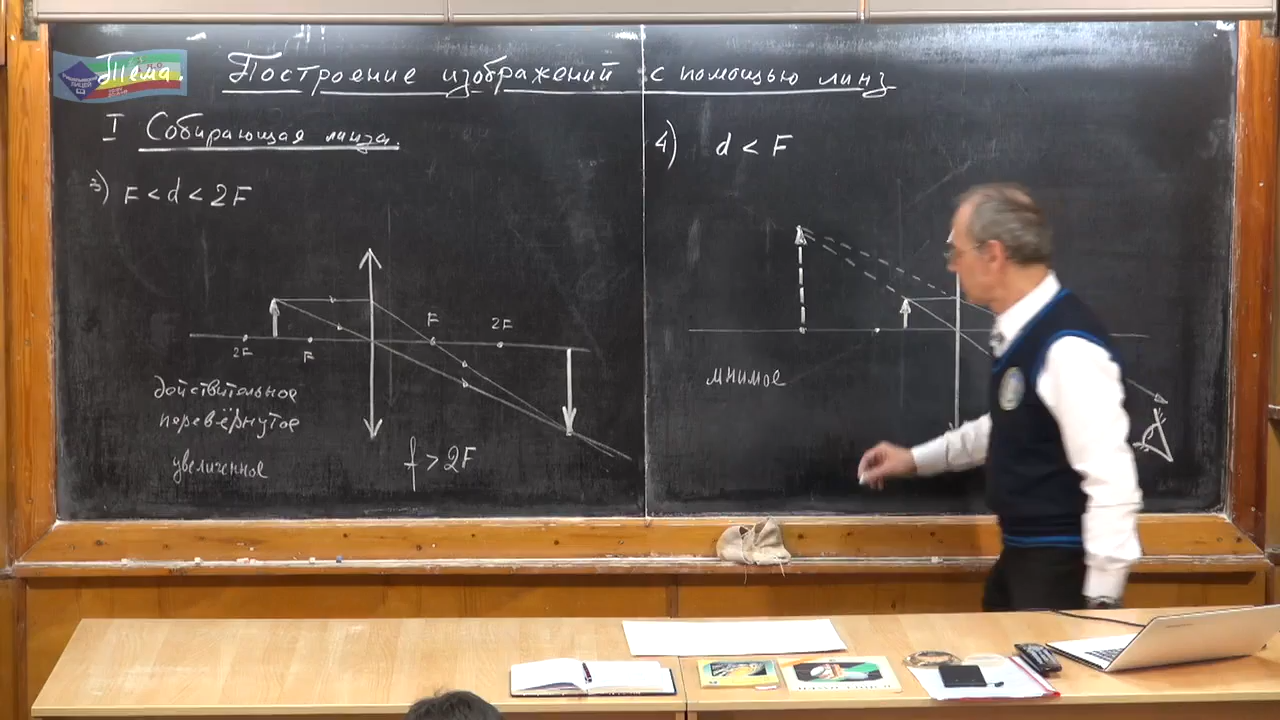 Тема. Построение изображений с помощью линз
I Собирающая линза.
3) F < d < 2F
F
2F
2F
F
действительное
перевёрнутое
увеличенное
f > 2F
4) d < F
мнимое